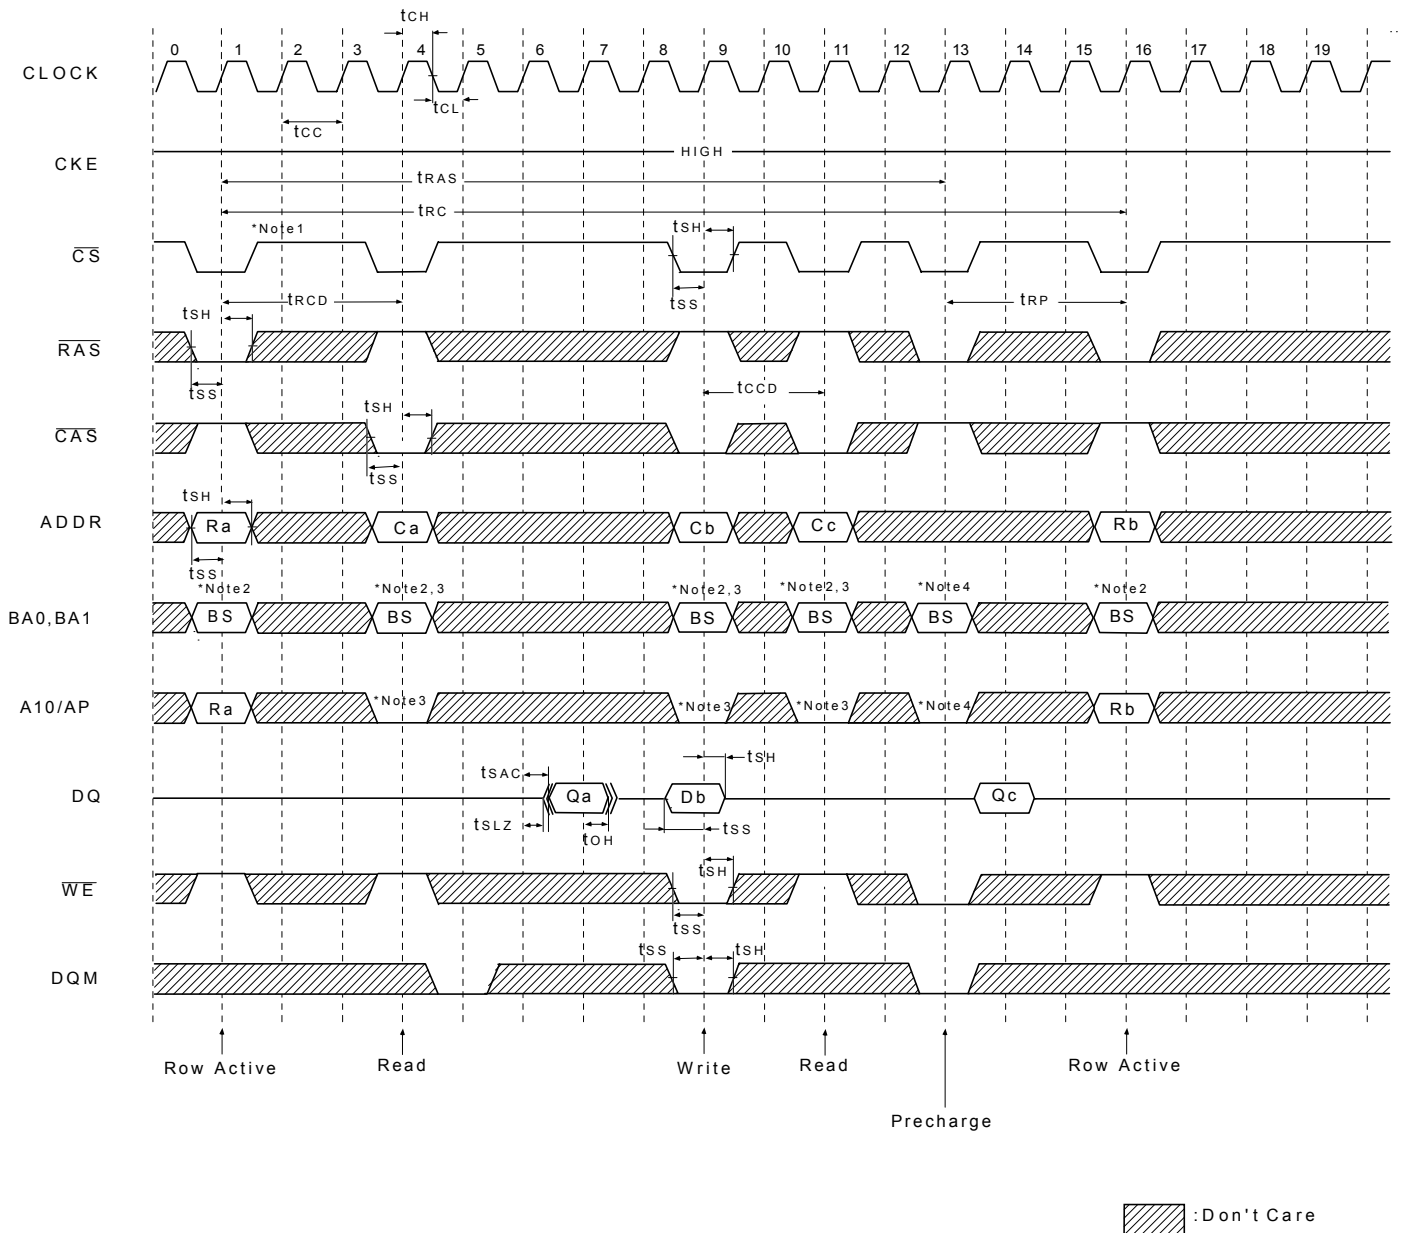 tCH
0 1 2 3 4 5 6 7 8 9 10 11 12 13 14 15 16 17 18 19
CLOCK
tCL
tCC
CKE
HIGH
tRAS
tRC
*Note1
tSH
CS
tSS
tRCD
tRP
tSH
RAS
tSS
tCCD
tSH
CAS
tSS
tSH
ADDR
Ra Ca Cb Cc Rb
tSS
*Note2 *Note2,3 *Note2,3 *Note2,3 *Note4 *Note2
BA0,BA1
BS BS BS BS BS BS
A10/AP
Ra *Note3 *Note3 *Note3 *Note4 Rb
tSH
tSAC
DQ
Qa Db Qc
tSLZ
tOH
tSS
tSH
WE
tSS
tSS tSH
DQM
Row Active Read Write Read Row Active
Precharge
:Don't Care